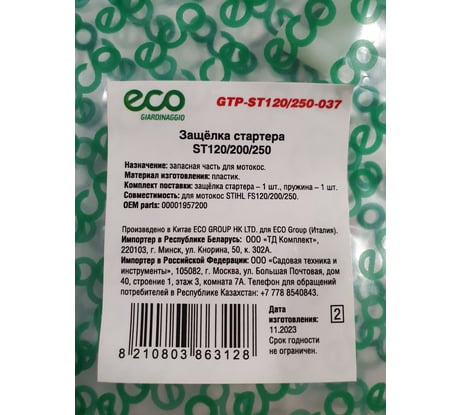 eco
GIARDINAGGIO
GTP-ST120/250-037
Защёлка стартера
ST120/200/250
Назначение: запасная часть для мотокос.
Материал изготовления: пластик.
Комплект поставки: защёлка стартера – 1 шт., пружина – 1 шт.
Совместимость: для мотокос STIHL FS120/200/250.
OEM parts: 00001957200
Произведено в Китае ECO GROUP HK LTD. для ECO Group (Италия).
Импортер в Республике Беларусь: ООО «ТД Комплект»,
220103, г. Минск, ул. Кнорина, 50, к. 302А.
Импортер в Российской Федерации: ООО «Садовая техника и
инструменты», 105082, г. Москва, ул. Большая Почтовая, дом
40, строение 1, этаж 3, комната 7А. Телефон для обращений
потребителей в Республике Казахстан: +7 778 8540843.
Дата
изготовления:
11.2023
Срок годности
не ограничен.
2
8 210803 863128